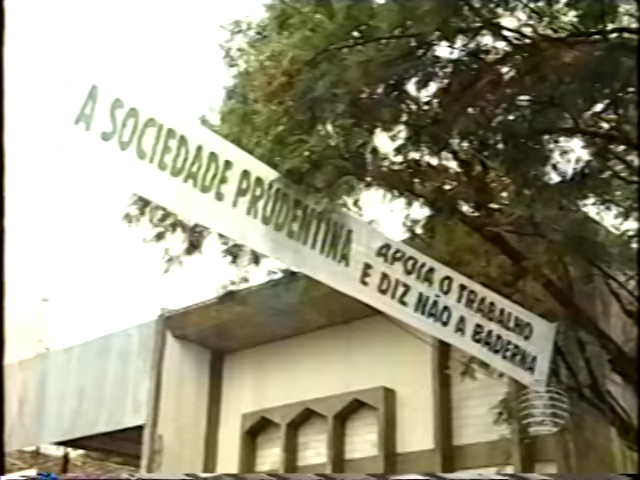 A SOCIEDADE PRUDENTINA
APOIA O TRABALHO
E DIZ NÃO A BADERNA